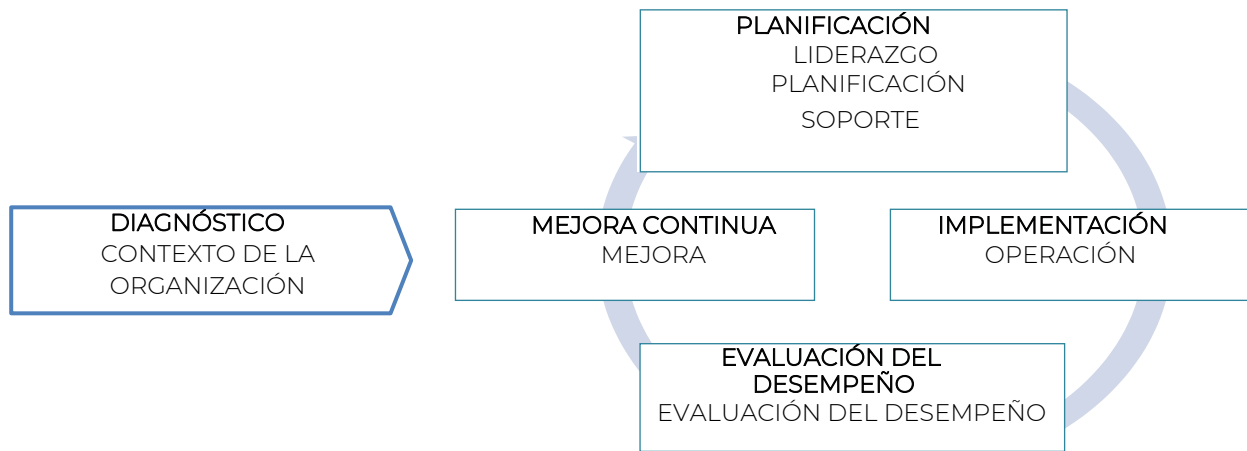 PLANIFICACIÓN
LIDERAZGO
PLANIFICACIÓN
SOPORTE
DIAGNÓSTICO
CONTEXTO DE LA
ORGANIZACIÓN
MEJORA CONTINUA
MEJORA
IMPLEMENTACIÓN
OPERACIÓN
EVALUACIÓN DEL
DESEMPEÑO
EVALUACIÓN DEL DESEMPEÑO